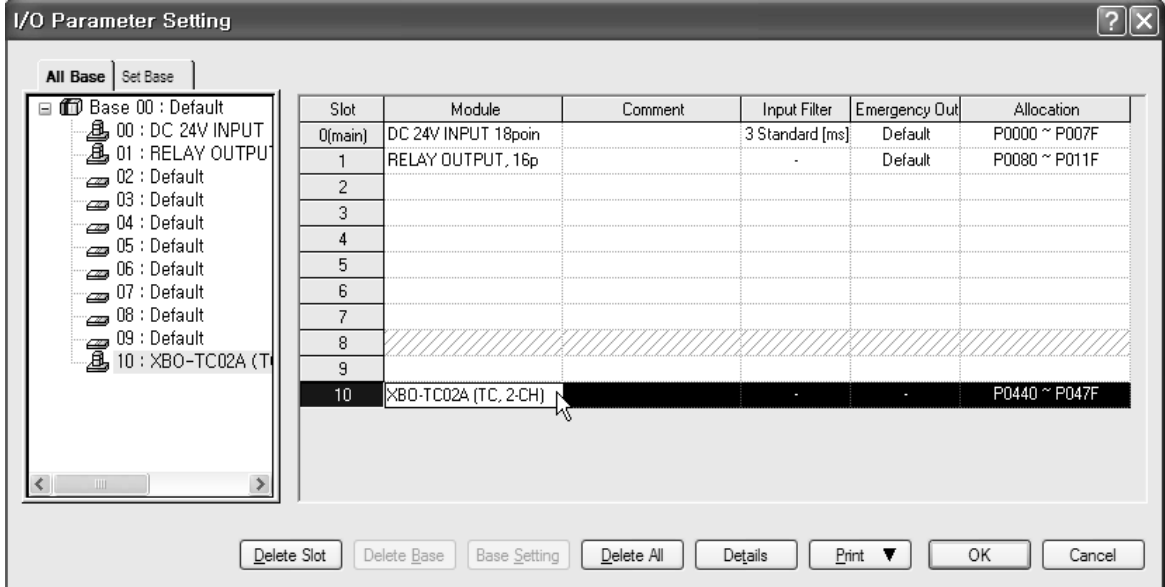 I/O Parameter Setting
All Base Set Base
Base 00 : Default
00 : DC 24V INPUT
01 : RELAY OUTPUT
02 : Default
03 : Default
04 : Default
05 : Default
06 : Default
07 : Default
08 : Default
09 : Default
10 : XBO-TC02A (T
Slot Module Comment Input Filter Emergency Out Allocation
0(main) DC 24V INPUT 18poin 3 Standard [ms] Default P0000 ~ P007F
1 RELAY OUTPUT, 16p - Default P0080 ~ P011F
2
3
4
5
6
7
8
9
10 XBO-TC02A (TC, 2-CH) - - P0440 ~ P047F
Delete Slot Delete Base Base Setting Delete All Details Print ▼ OK Cancel